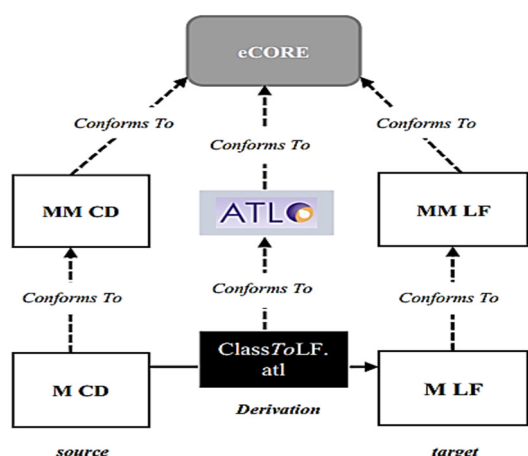 eCORE
Conforms To
Conforms To
Conforms To
MM CD
ATL
MM LF
Conforms To
Conforms To
Conforms To
M CD
ClassToLF.
atl
M LF
Derivation
source
target